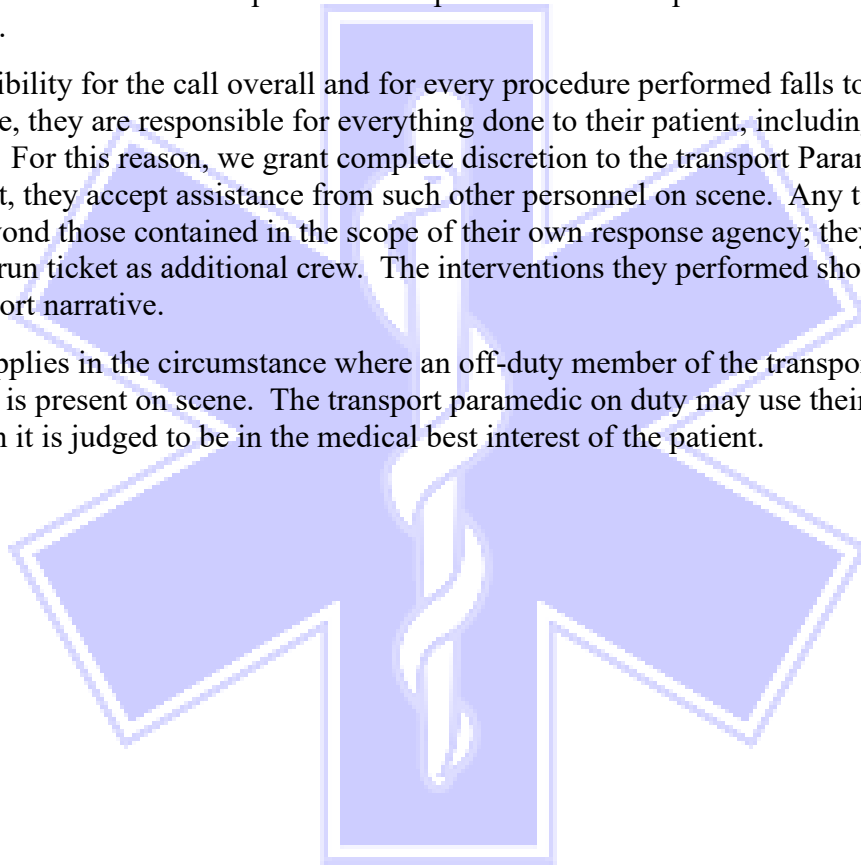 .
ibility for the call overall and for every procedure performed falls to
e, they are responsible for everything done to their patient, including
For this reason, we grant complete discretion to the transport Param
t, they accept assistance from such other personnel on scene. Any t
yond those contained in the scope of their own response agency; they
run ticket as additional crew. The interventions they performed sho
ort narrative.
pplies in the circumstance where an off-duty member of the transpor
is present on scene. The transport paramedic on duty may use their
n it is judged to be in the medical best interest of the patient.